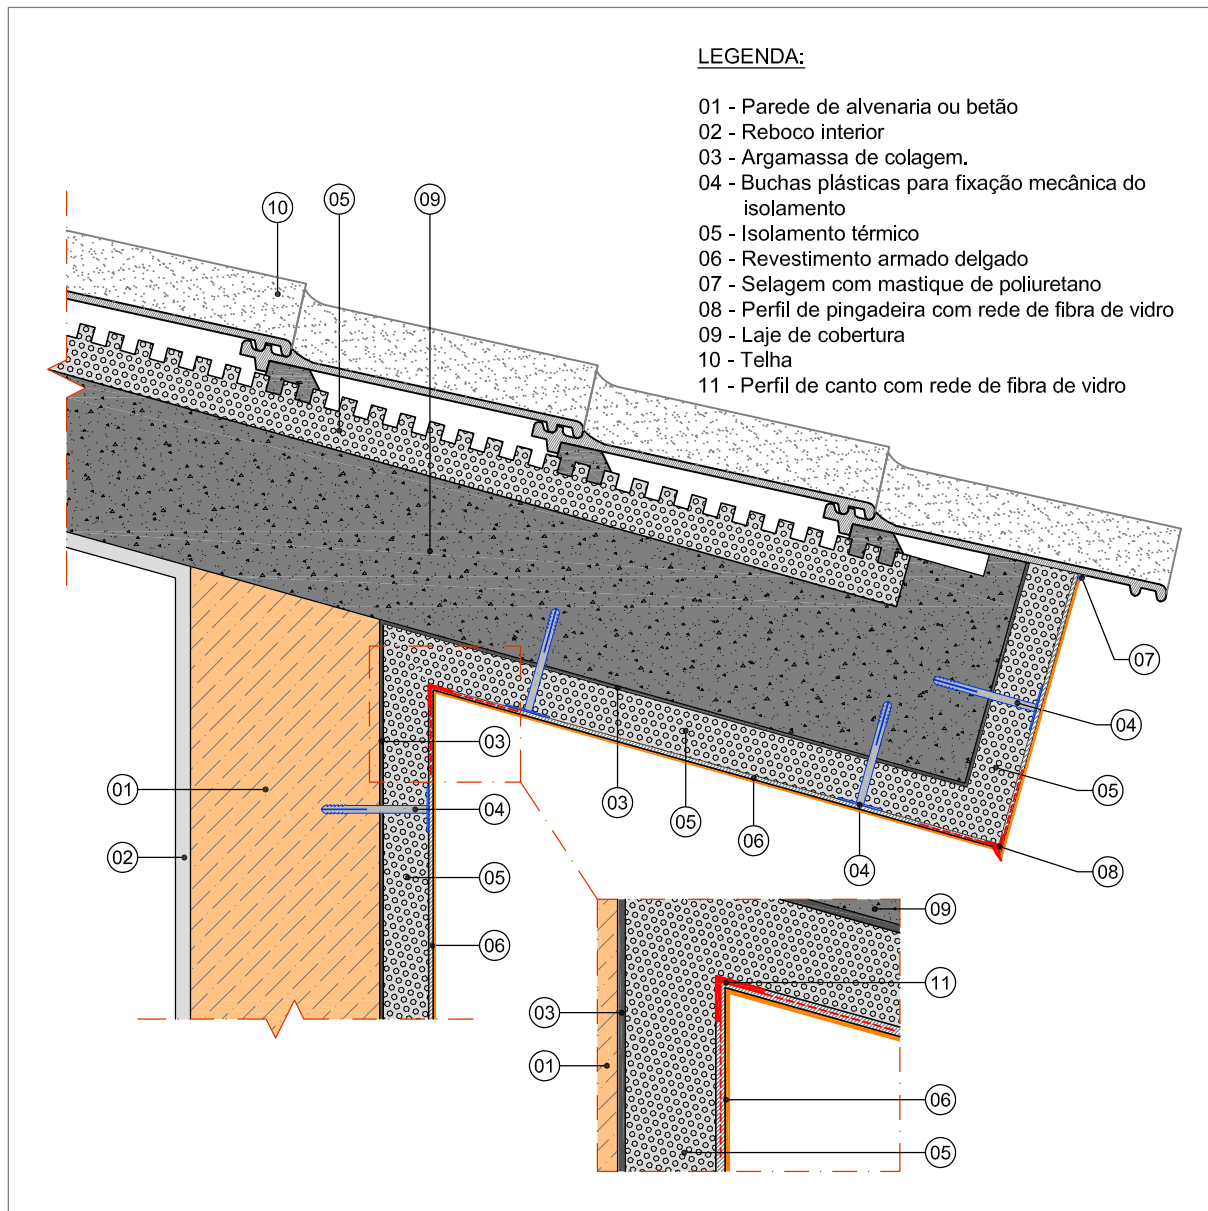 LEGENDA:
01 - Parede de alvenaria ou betão
02 - Reboco interior
03 - Argamassa de colagem.
04 - Buchas plásticas para fixação mecânica do
isolamento
05 - Isolamento térmico
06 - Revestimento armado delgado
07 - Selagem com mastique de poliuretano
08 - Perfil de pingadeira com rede de fibra de vidro
09 - Laje de cobertura
10 - Telha
11 - Perfil de canto com rede de fibra de vidro
10
05
09
07
04
03
01
05
03
04
05
02
06
04
08
05
09
06
11
03
01
06
05